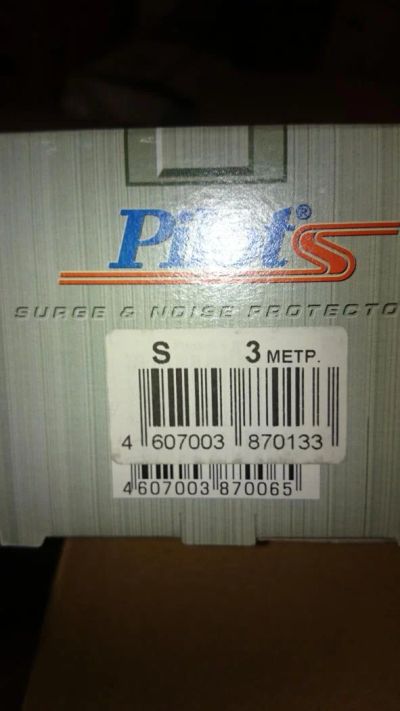 Pilot® S
SURGE & NOISE PROTECTO
S 3 МЕТР.
4 607003 870133
4 607003 870065